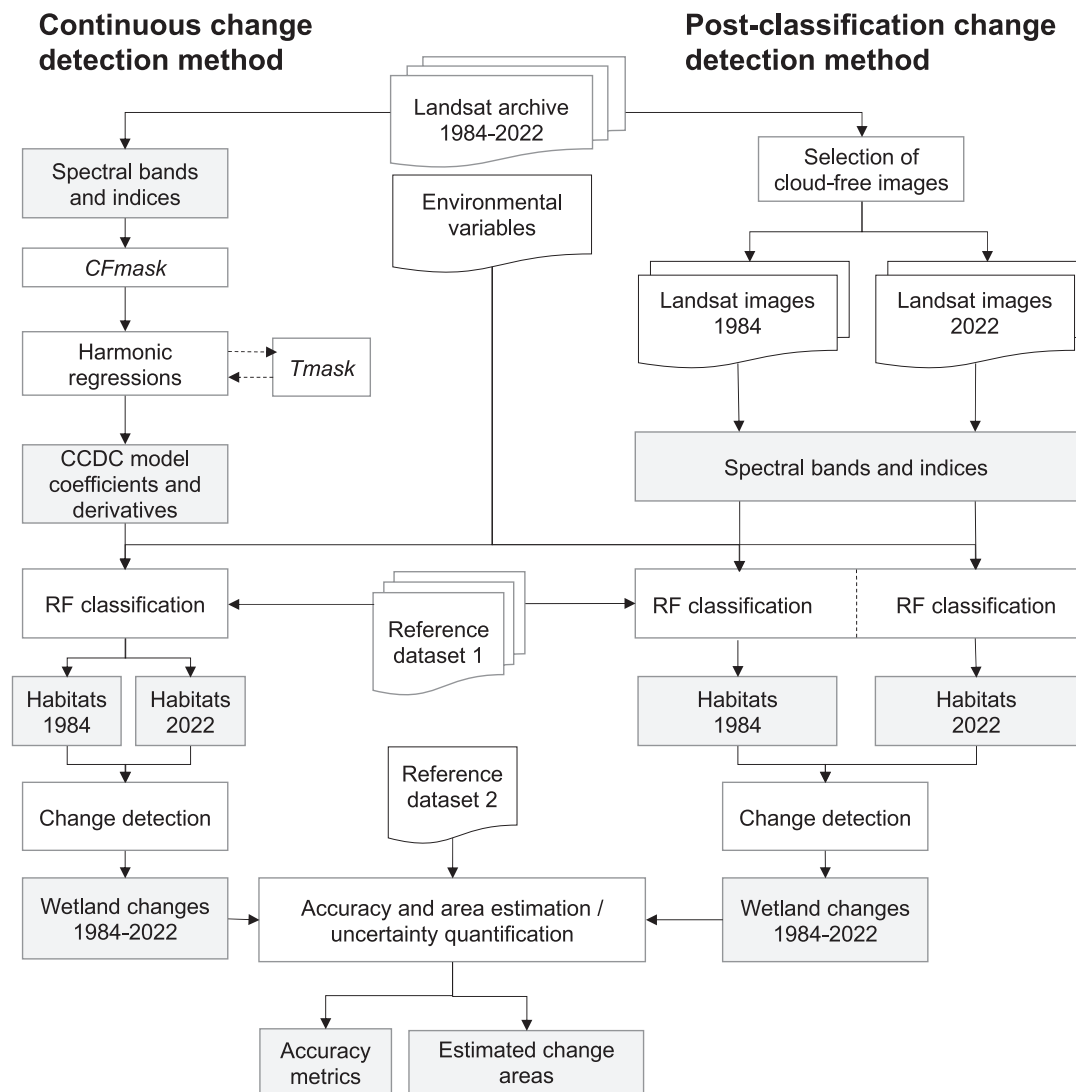 Continuous change
detection method
Post-classification change
detection method
Landsat archive
1984-2022
Spectral bands
and indices
Selection of
cloud-free images
Environmental
variables
CFmask
Landsat images
1984
Landsat images
2022
Harmonic
regressions
Tmask
CCDC model
coefficients and
derivatives
Spectral bands and indices
RF classification
Reference
dataset 1
RF classification
RF classification
Habitats
1984
Habitats
2022
Habitats
1984
Habitats
2022
Reference
dataset 2
Change detection
Change detection
Wetland changes
1984-2022
Accuracy and area estimation /
uncertainty quantification
Wetland changes
1984-2022
Accuracy
metrics
Estimated change
areas